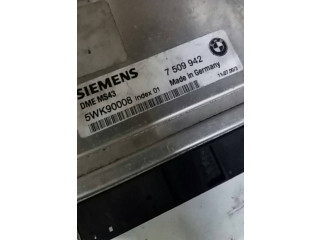 SIEMENS
7 509 942
DME MS43
Made in Germany
5WK90008 Index 01